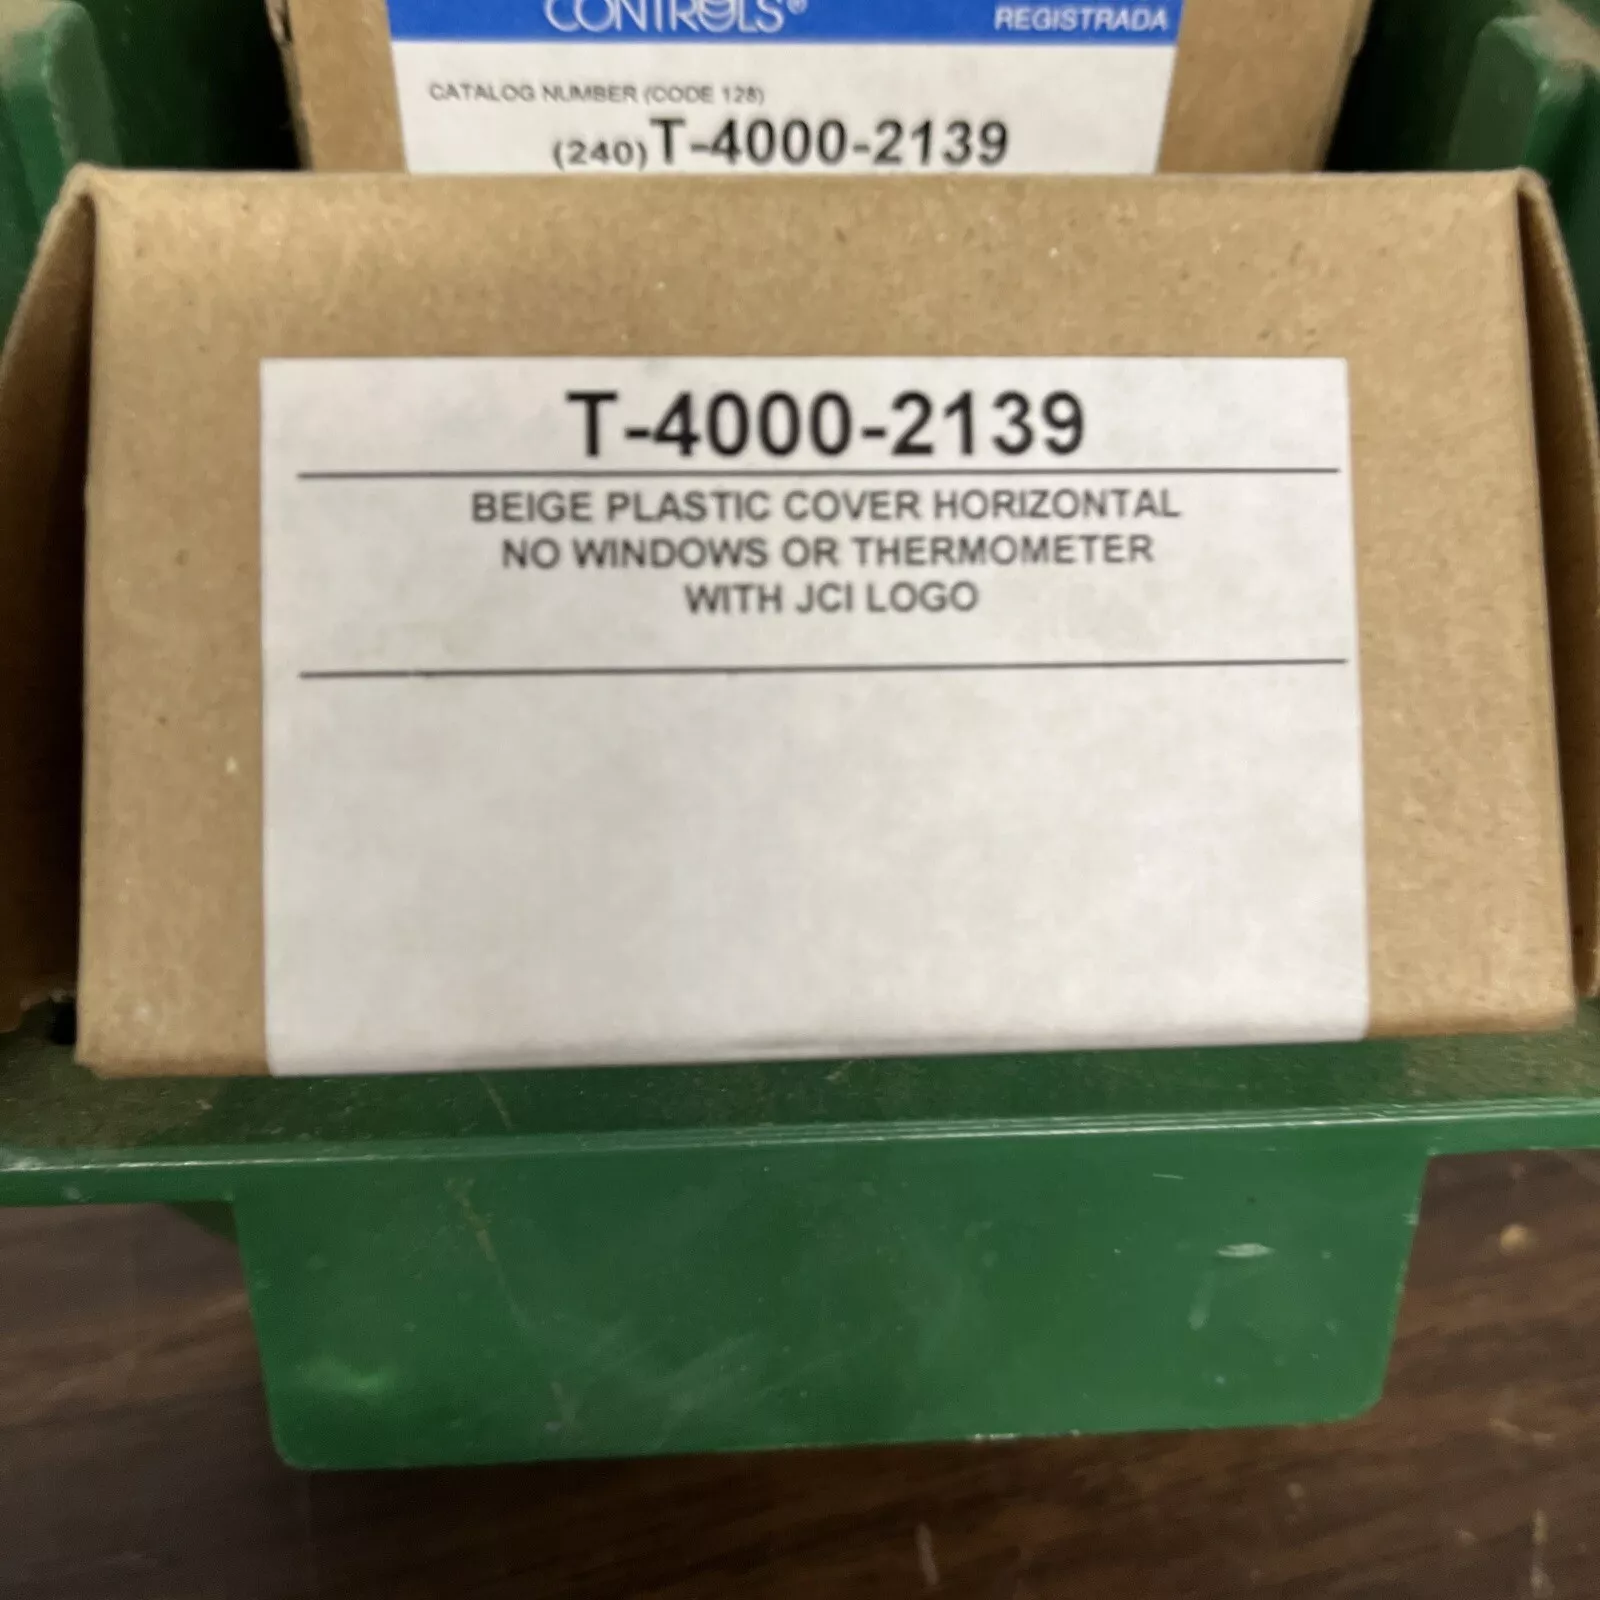 CONTROLS®
REGISTRADA
CATALOG NUMBER (CODE 128)
(240) T-4000-2139
T-4000-2139
BEIGE PLASTIC COVER HORIZONTAL
NO WINDOWS OR THERMOMETER
WITH JCI LOGO